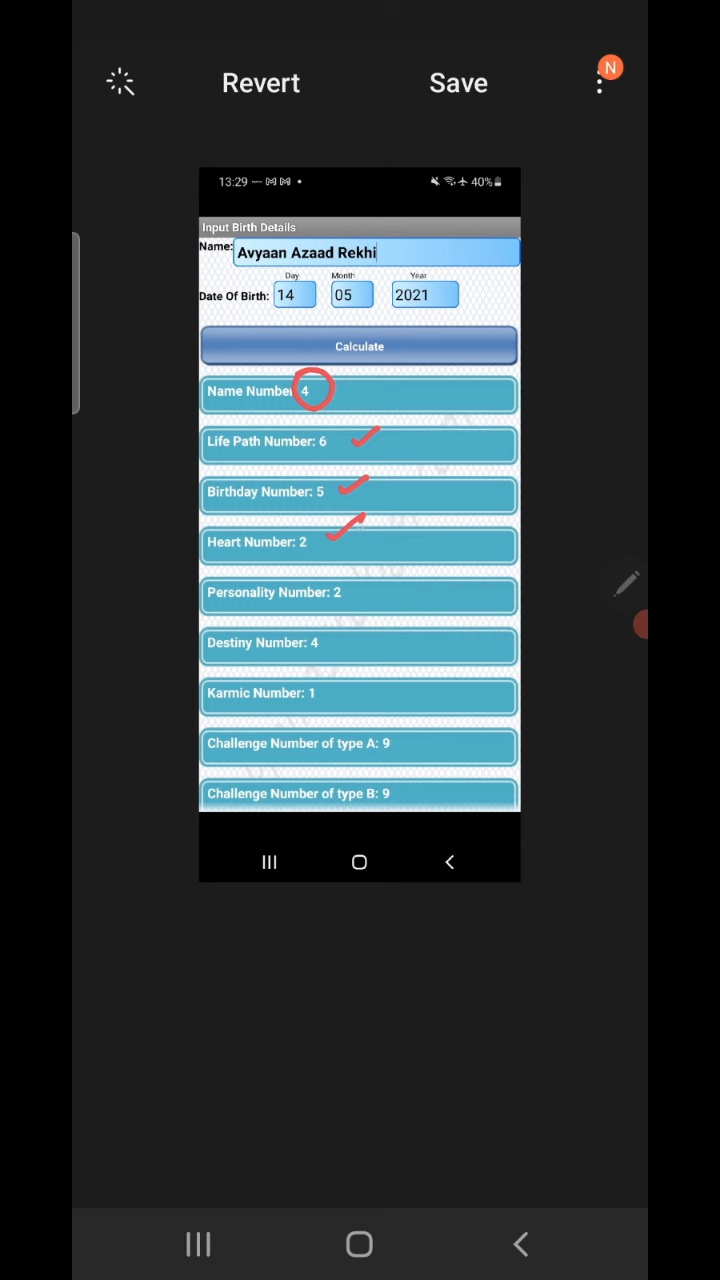 Revert Save N
13:29 40%
Input Birth Details
Name: Avyaan Azaad Rekhi
Day Month Year
Date Of Birth: 14 05 2021
Calculate
Name Number 4
Life Path Number: 6
Birthday Number: 5
Heart Number: 2
Personality Number: 2
Destiny Number: 4
Karmic Number: 1
Challenge Number of type A: 9
Challenge Number of type B: 9